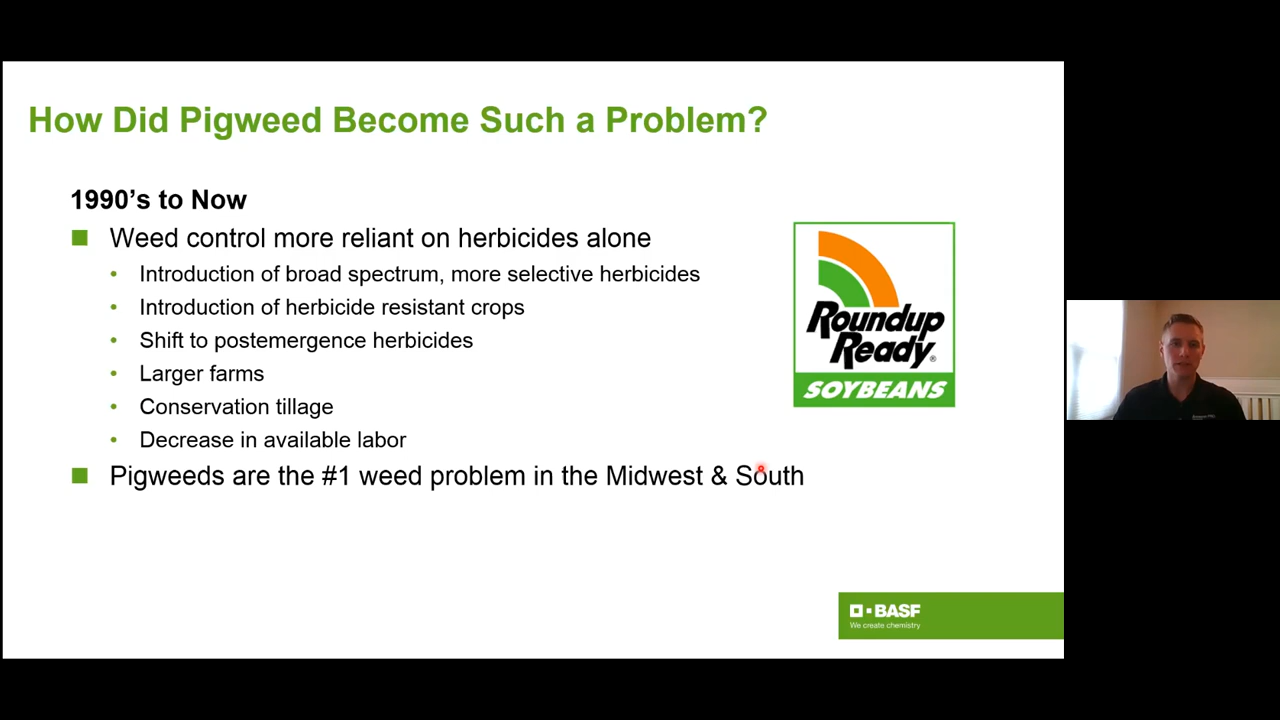 How Did Pigweed Become Such a Problem?
1990's to Now
Weed control more reliant on herbicides alone
Introduction of broad spectrum, more selective herbicides
Introduction of herbicide resistant crops
Shift to postemergence herbicides
Larger farms
Conservation tillage
Decrease in available labor
Pigweeds are the #1 weed problem in the Midwest & South
Roundup
Ready®
SOYBEANS
BASF
We create chemistry